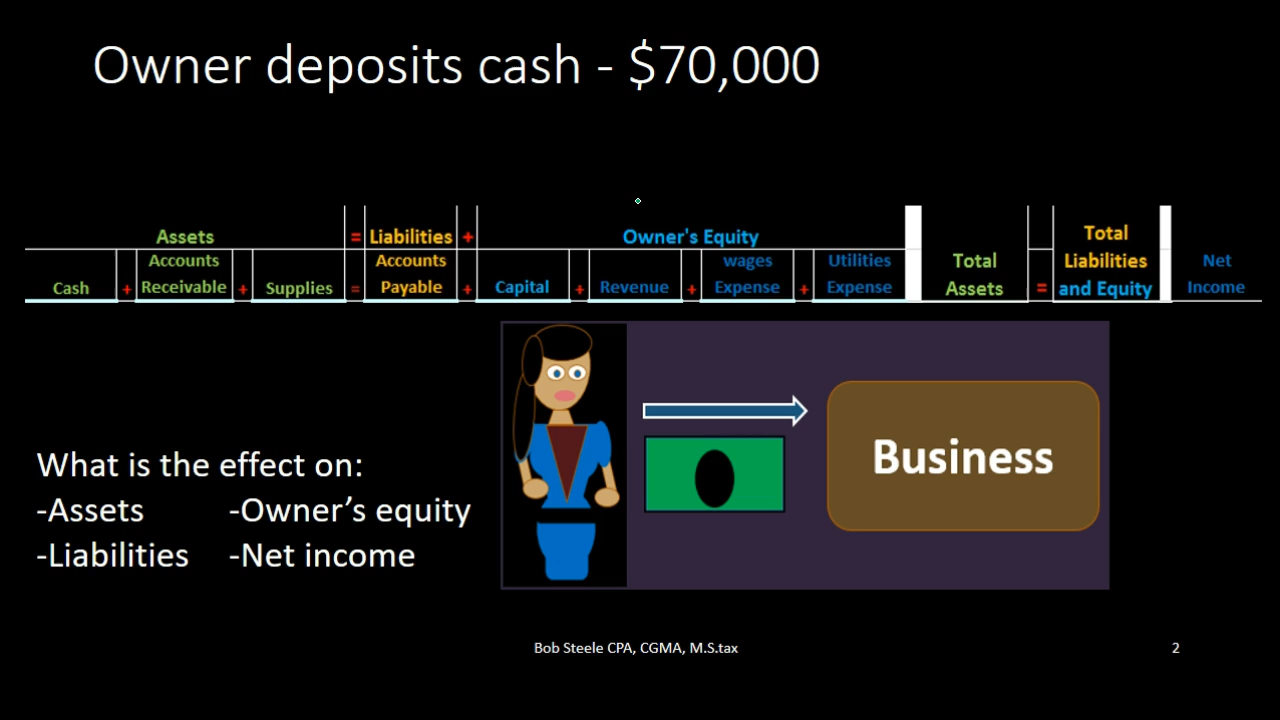 Owner deposits cash - $70,000
Assets = Liabilities + Owner's Equity
Total Assets = Total Liabilities and Equity
Net Income
Cash + Accounts Receivable + Supplies = Accounts Payable + Capital + Revenue + wages Expense + Utilities Expense
What is the effect on:
-Assets -Owner’s equity
-Liabilities -Net income
Business
Bob Steele CPA, CGMA, M.S.tax 2